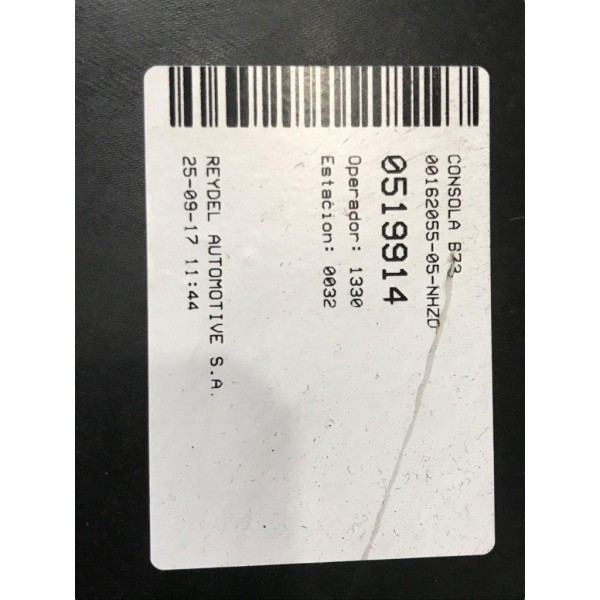 CONSOLA B73
00162055-05-NHZD
0519914
Operador: 1330
Estacion: 0032
REYDEL AUTOMOTIVE S.A.
25-09-17 11:44